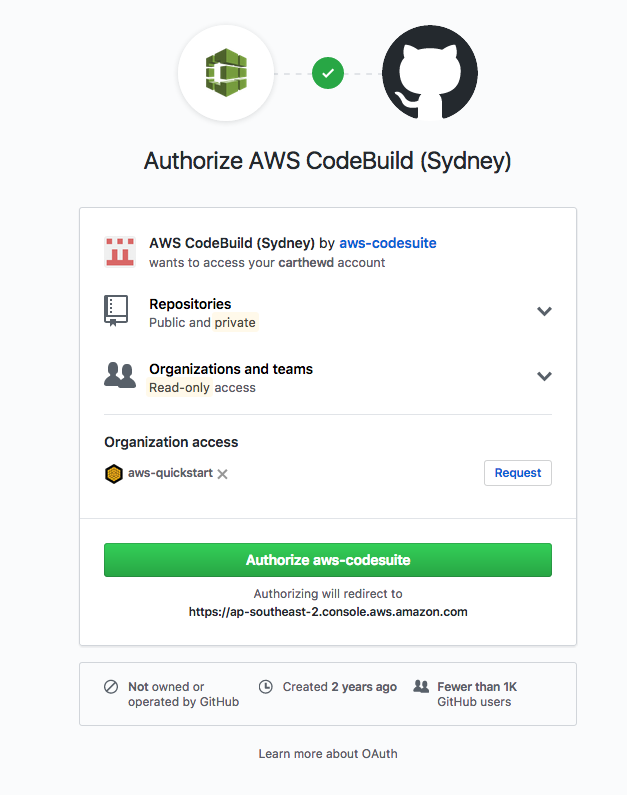 Authorize AWS CodeBuild (Sydney)
AWS CodeBuild (Sydney) by aws-codesuite
wants to access your carthewd account
Repositories
Public and private
Organizations and teams
Read-only access
Organization access
aws-quickstart
Request
Authorize aws-codesuite
Authorizing will redirect to
https://ap-southeast-2.console.aws.amazon.com
Not owned or
operated by GitHub
Created 2 years ago
Fewer than 1K
GitHub users
Learn more about OAuth